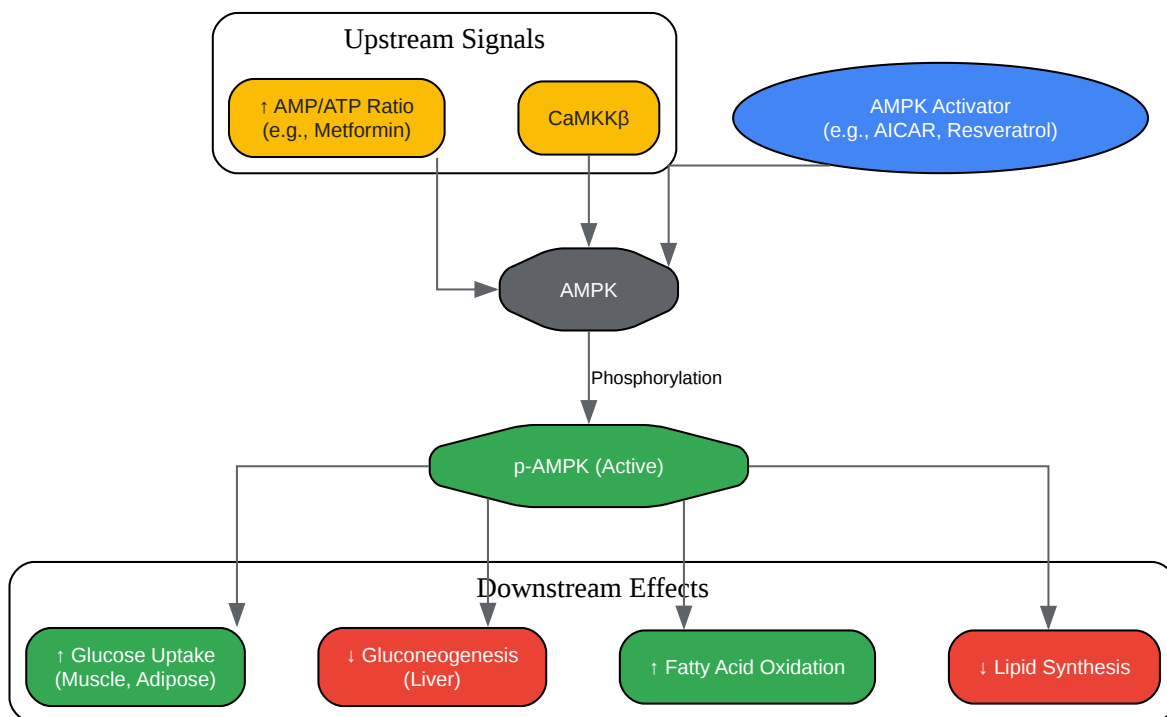 Upstream Signals
↑ AMP/ATP Ratio
(e.g., Metformin)
CaMKKβ
AMPK Activator
(e.g., AICAR, Resveratrol)
AMPK
Phosphorylation
p-AMPK (Active)
Downstream Effects
↑ Glucose Uptake
(Muscle, Adipose)
↓ Gluconeogenesis
(Liver)
↑ Fatty Acid Oxidation
↓ Lipid Synthesis